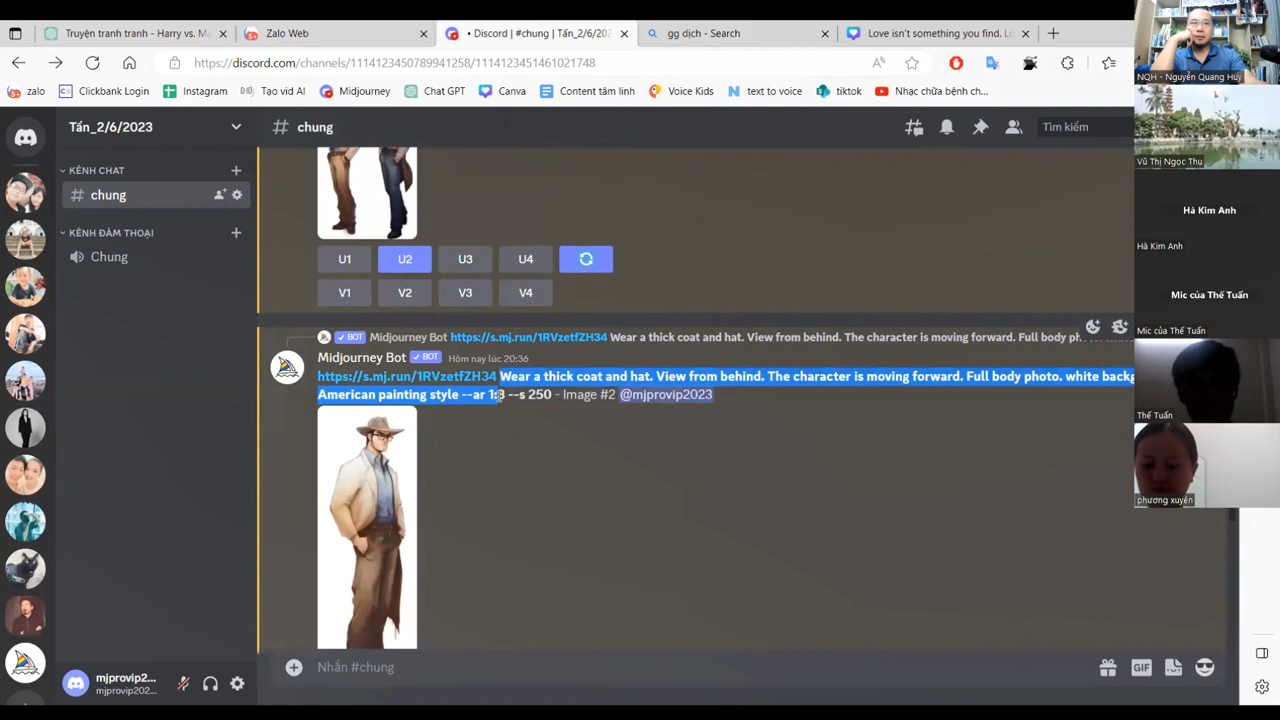 Truyện tranh tranh - Harry vs. Ma
Zalo Web
• Discord | #chung | Tấn_2/6/202
gg dịch - Search
Love isn't something you find. Lo
https://discord.com/channels/1114123450789941258/1114123451461021748
zalo
Clickbank Login
Instagram
Tạo vid AI
Midjourney
Chat GPT
Canva
Content tâm linh
Voice Kids
text to voice
tiktok
Nhạc chữa bệnh ch...
NQH - Nguyễn Quang Huy
Tấn_2/6/2023
# chung
Tìm kiếm
KÊNH CHAT
# chung
KÊNH ĐÀM THOẠI
Chung
Vũ Thị Ngọc Thu
Hà Kim Anh
Hà Kim Anh
U1 U2 U3 U4
V1 V2 V3 V4
Mic của Thế Tuấn
Mic của Thế Tuấn
BOT Midjourney Bot https://s.mj.run/1RVzetfZH34 Wear a thick coat and hat. View from behind. The character is moving forward. Full body ph
Midjourney Bot BOT Hôm nay lúc 20:36
https://s.mj.run/1RVzetfZH34 Wear a thick coat and hat. View from behind. The character is moving forward. Full body photo. white backg
American painting style --ar 1:3 --s 250 - Image #2 @mjprovip2023
Thế Tuấn
phương xuyến
Nhắn #chung
GIF
mjprovip2...
mjprovip202...